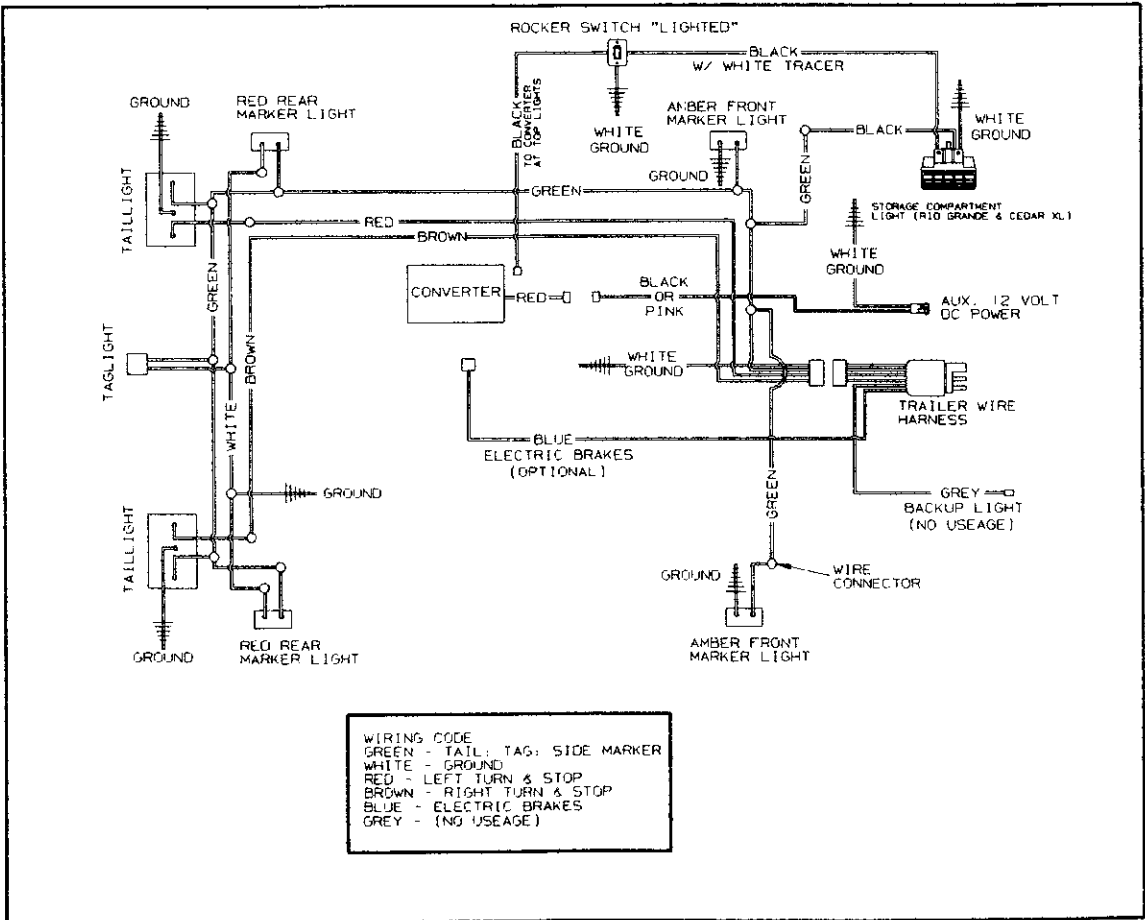 ROCKER SWITCH "LIGHTED"
BLACK
W/ WHITE TRACER
GROUND
RED REAR
MARKER LIGHT
BLACK
TO CONVERTER
AT TOP LIGHTS
WHITE
GROUND
AMBER FRONT
MARKER LIGHT
WHITE
GROUND
BLACK
GROUND
GREEN
GREEN
TAILLIGHT
STORAGE COMPARTMENT
LIGHT (RIO GRANDE & CEDAR XL)
RED
BROWN
WHITE
GROUND
GREEN
CONVERTER
RED
BLACK
OR
PINK
AUX. 12 VOLT
DC POWER
TAGLIGHT
BROWN
WHITE
GROUND
TRAILER WIRE
HARNESS
WHITE
BLUE
ELECTRIC BRAKES
(OPTIONAL)
GROUND
GREEN
GREY
BACKUP LIGHT
(NO USEAGE)
TAILLIGHT
GROUND
WIRE
CONNECTOR
GROUND
RED REAR
MARKER LIGHT
AMBER FRONT
MARKER LIGHT
WIRING CODE
GREEN - TAIL; TAG; SIDE MARKER
WHITE - GROUND
RED - LEFT TURN & STOP
BROWN - RIGHT TURN & STOP
BLUE - ELECTRIC BRAKES
GREY - (NO USEAGE)